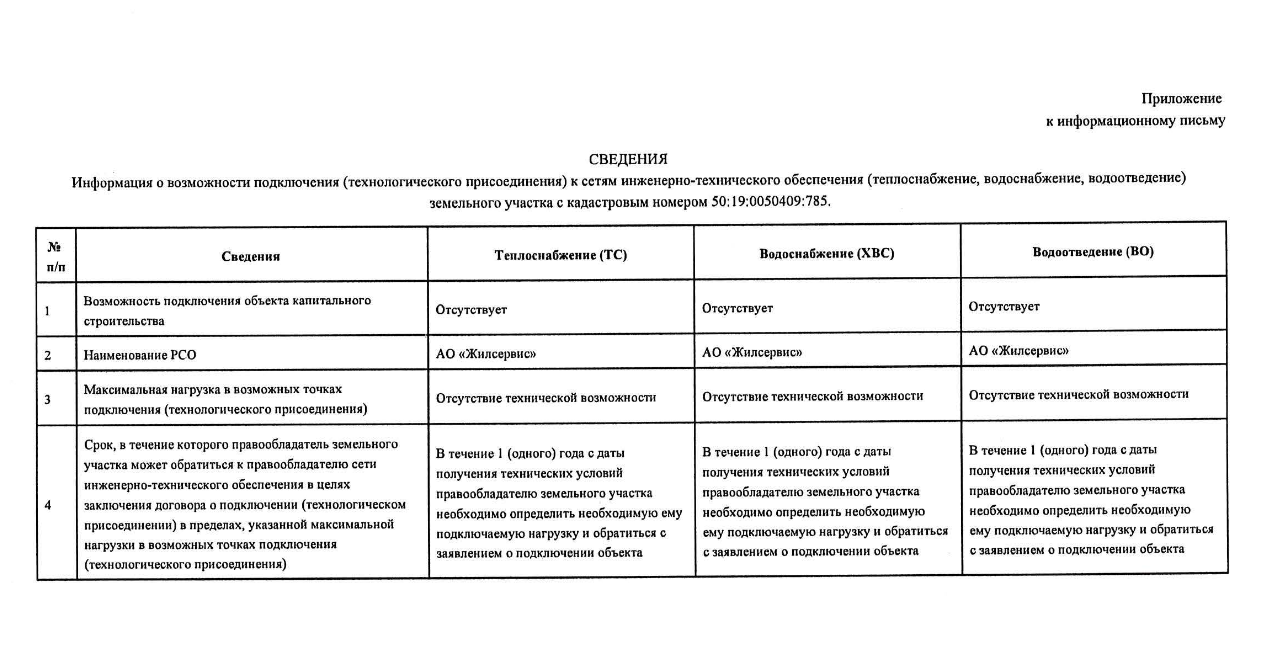 Приложение
к информационному письму
СВЕДЕНИЯ
Информация о возможности подключения (технологического присоединения) к сетям инженерно-технического обеспечения (теплоснабжение, водоснабжение, водоотведение)
земельного участка с кадастровым номером 50:19:0050409:785.
№
п/п
Сведения
Теплоснабжение (ТС)
Водоснабжение (ХВС)
Водоотведение (ВО)
1
Возможность подключения объекта капитального
строительства
Отсутствует
Отсутствует
Отсутствует
2
Наименование РСО
АО «Жилсервис»
АО «Жилсервис»
АО «Жилсервис»
3
Максимальная нагрузка в возможных точках
подключения (технологического присоединения)
Отсутствие технической возможности
Отсутствие технической возможности
Отсутствие технической возможности
4
Срок, в течение которого правообладатель земельного
участка может обратиться к правообладателю сети
инженерно-технического обеспечения в целях
заключения договора о подключении (технологическом
присоединении) в пределах, указанной максимальной
нагрузки в возможных точках подключения
(технологического присоединения)
В течение 1 (одного) года с даты
получения технических условий
правообладателю земельного участка
необходимо определить необходимую ему
подключаемую нагрузку и обратиться с
заявлением о подключении объекта
В течение 1 (одного) года с даты
получения технических условий
правообладателю земельного участка
необходимо определить необходимую
ему подключаемую нагрузку и обратиться
с заявлением о подключении объекта
В течение 1 (одного) года с даты
получения технических условий
правообладателю земельного участка
необходимо определить необходимую
ему подключаемую нагрузку и обратиться
с заявлением о подключении объекта